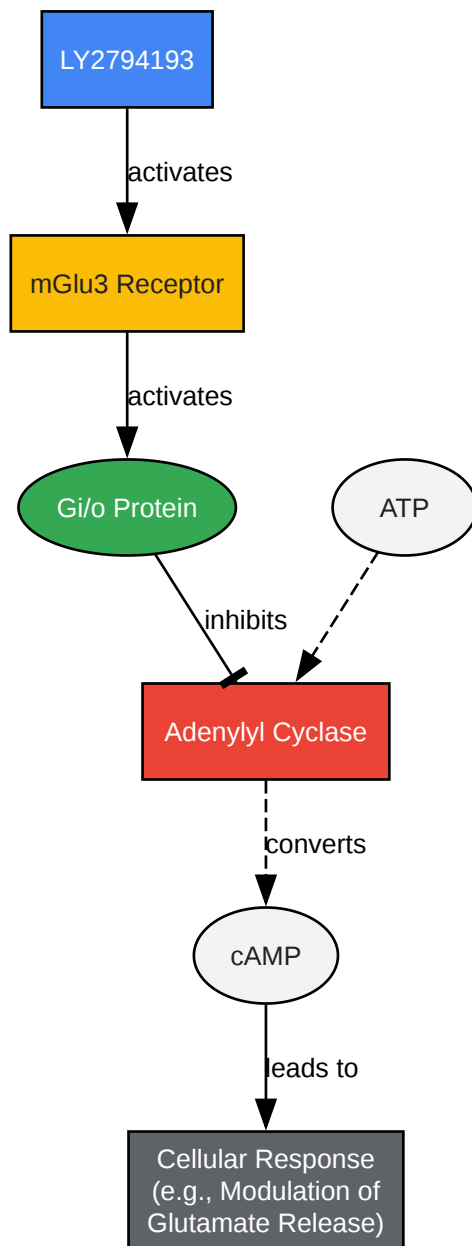 LY2794193
activates
mGlu3 Receptor
activates
Gi/o Protein
ATP
inhibits
Adenylyl Cyclase
converts
cAMP
leads to
Cellular Response
(e.g., Modulation of
Glutamate Release)